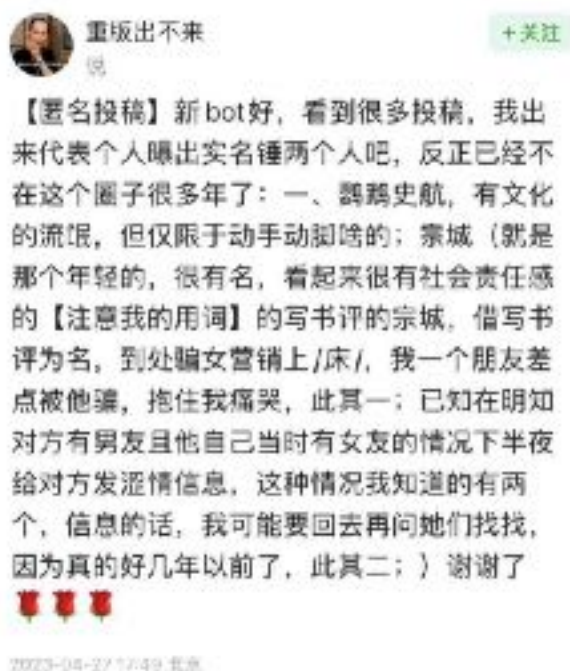 重版出不来
+关注
说
【匿名投稿】新bot好，看到很多投稿，我出
来代表个人曝出实名锤两个人吧，反正已经不
在这个圈子很多年了：一、鹦鹉史航，有文化
的流氓，但仅限于动手动脚啥的；宗城（就是
那个年轻的，很有名，看起来很有社会责任感
的【注意我的用词】的写书评的宗城，借写书
评为名，到处骗女营销上/床/，我一个朋友差
点被他骗，抱住我痛哭，此其一；已知在明知
对方有男友且他自己当时有女友的情况下半夜
给对方发涩情信息，这种情况我知道的有两
个，信息的话，我可能要回去再问她们找找，
因为真的好几年以前了，此其二；）谢谢了
🌹🌹🌹
2023-04-27 17:49 北京